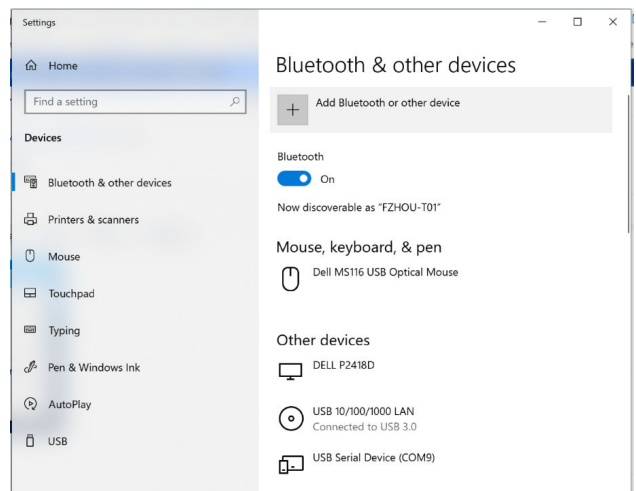 Settings
Home
Find a setting
Devices
Bluetooth & other devices
Printers & scanners
Mouse
Touchpad
Typing
Pen & Windows Ink
AutoPlay
USB
Bluetooth & other devices
Add Bluetooth or other device
Bluetooth
On
Now discoverable as “FZHOU-T01”
Mouse, keyboard, & pen
Dell MS116 USB Optical Mouse
Other devices
DELL P2418D
USB 10/100/1000 LAN
Connected to USB 3.0
USB Serial Device (COM9)